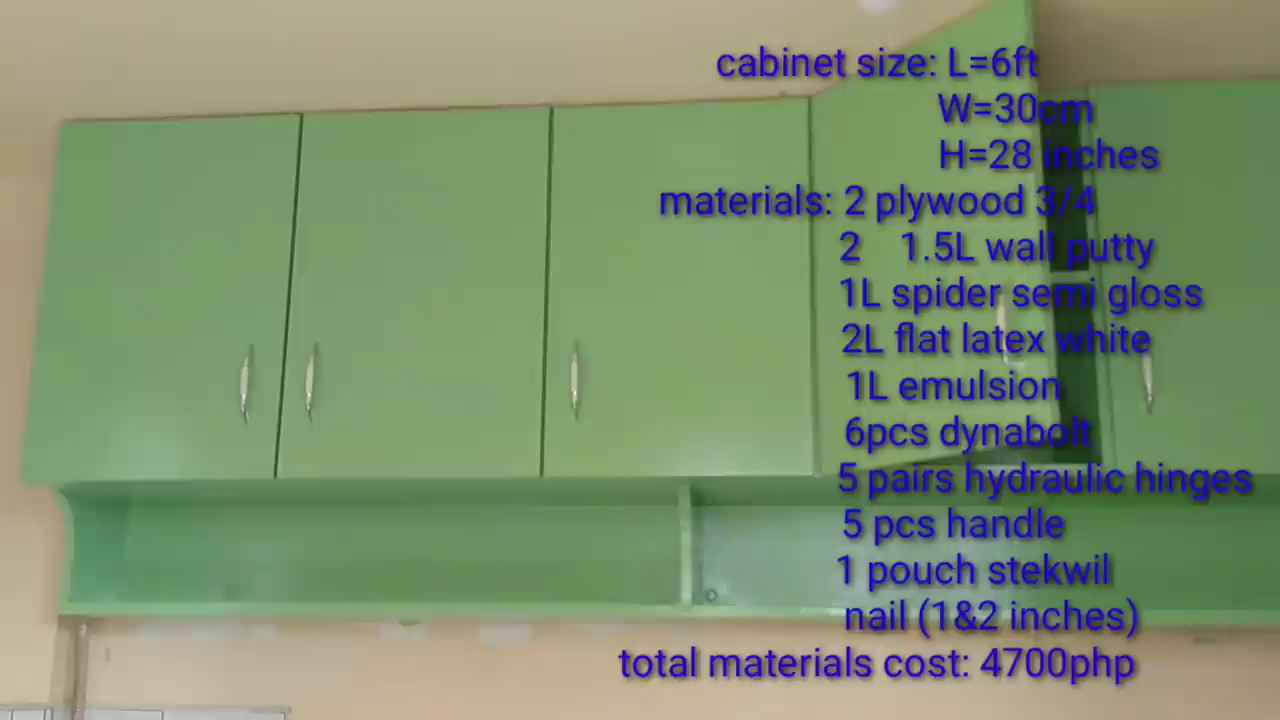 cabinet size: L=6ft
W=30cm
H=28 inches
materials: 2 plywood 3/4
2 1.5L wall putty
1L spider semi gloss
2L flat latex white
1L emulsion
6pcs dynabolt
5 pairs hydraulic hinges
5 pcs handle
1 pouch stekwil
nail (1&2 inches)
total materials cost: 4700php